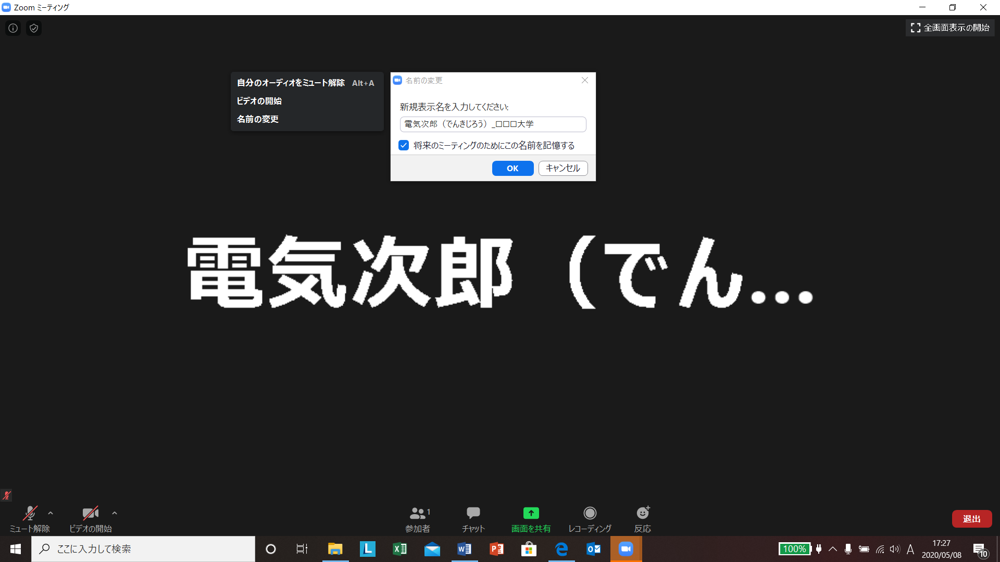 Zoom ミーティング
全画面表示の開始
自分のオーディオをミュート解除 Alt+A
ビデオの開始
名前の変更
名前の変更
新規表示名を入力してください:
電気次郎（でんきじろう）_□□□大学
将来のミーティングのためにこの名前を記憶する
OK
キャンセル
電気次郎（でん...
ミュート解除
ビデオの開始
1
参加者
チャット
画面を共有
レコーディング
反応
退出
ここに入力して検索
100%
A
17:27
2020/05/08
10